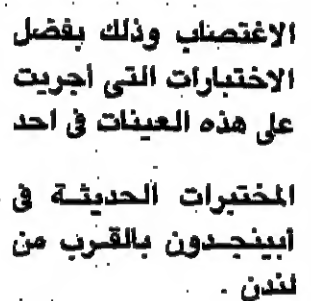 الاغتصاب وذلك بفضل
الاختبارات التى أجريت
على هذه العينات فى احد
المختبرات الحديثة فى
أبينجدون بالقرب من
لندن .